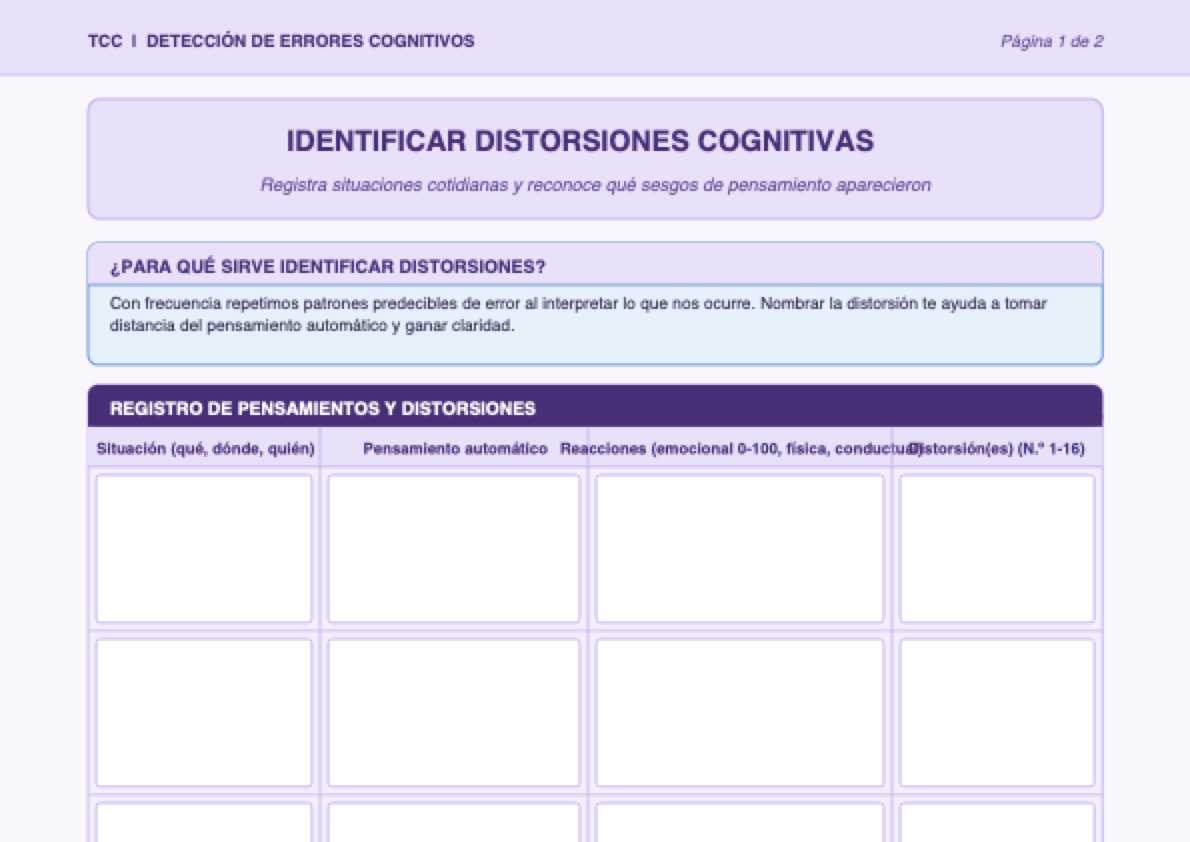 TCC | DETECCIÓN DE ERRORES COGNITIVOS
Página 1 de 2
IDENTIFICAR DISTORSIONES COGNITIVAS
Registra situaciones cotidianas y reconoce qué sesgos de pensamiento aparecieron
¿PARA QUÉ SIRVE IDENTIFICAR DISTORSIONES?
Con frecuencia repetimos patrones predecibles de error al interpretar lo que nos ocurre. Nombrar la distorsión te ayuda a tomar
distancia del pensamiento automático y ganar claridad.
REGISTRO DE PENSAMIENTOS Y DISTORSIONES
Situación (qué, dónde, quién)
Pensamiento automático
Reacciones (emocional 0-100, física, conductual)
Distorsión(es) (N.º 1-16)